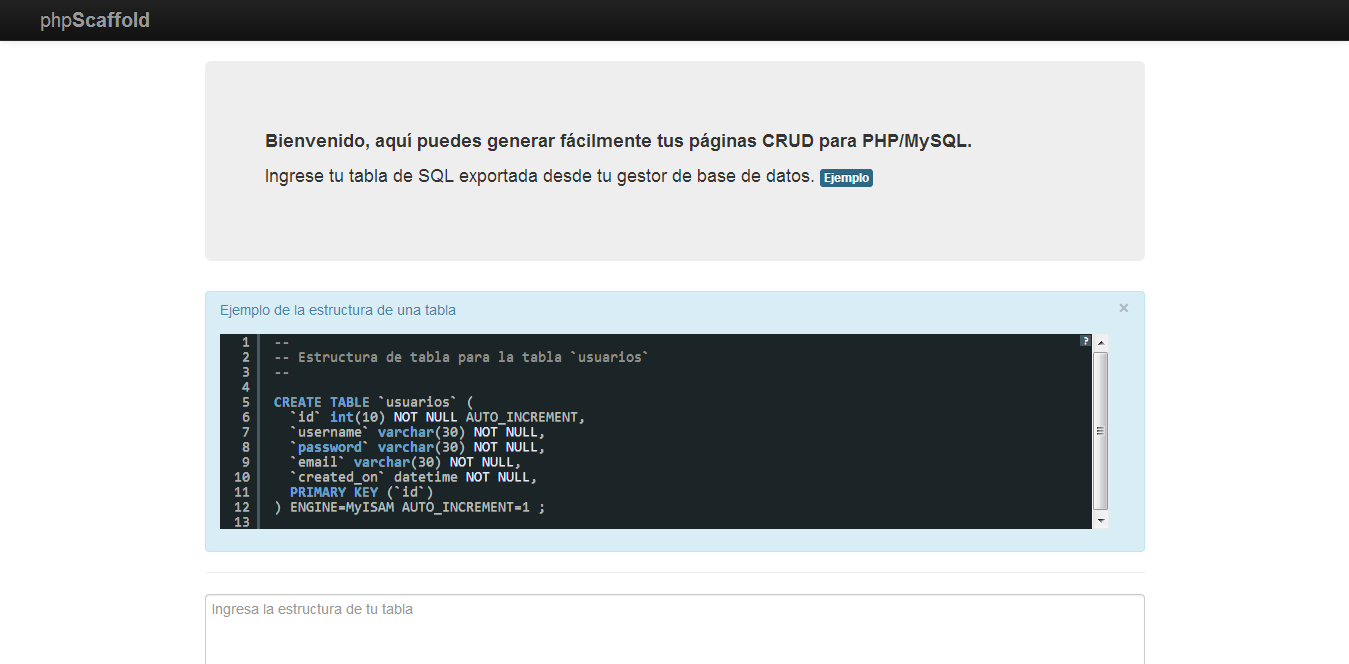 phpScaffold
Bienvenido, aquí puedes generar fácilmente tus páginas CRUD para PHP/MySQL.
Ingrese tu tabla de SQL exportada desde tu gestor de base de datos. Ejemplo
Ejemplo de la estructura de una tabla ×
1 -- ?
2 -- Estructura de tabla para la tabla `usuarios`
3 --
4
5 CREATE TABLE `usuarios` (
6 `id` int(10) NOT NULL AUTO_INCREMENT,
7 `username` varchar(30) NOT NULL,
8 `password` varchar(30) NOT NULL,
9 `email` varchar(30) NOT NULL,
10 `created_on` datetime NOT NULL,
11 PRIMARY KEY (`id`)
12 ) ENGINE=MyISAM AUTO_INCREMENT=1 ;
13
Ingresa la estructura de tu tabla